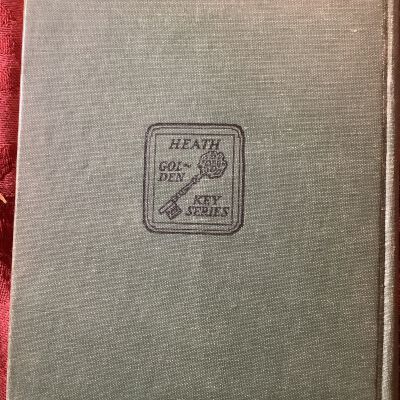 HEATH
GOL~
DEN
KEY
SERIES